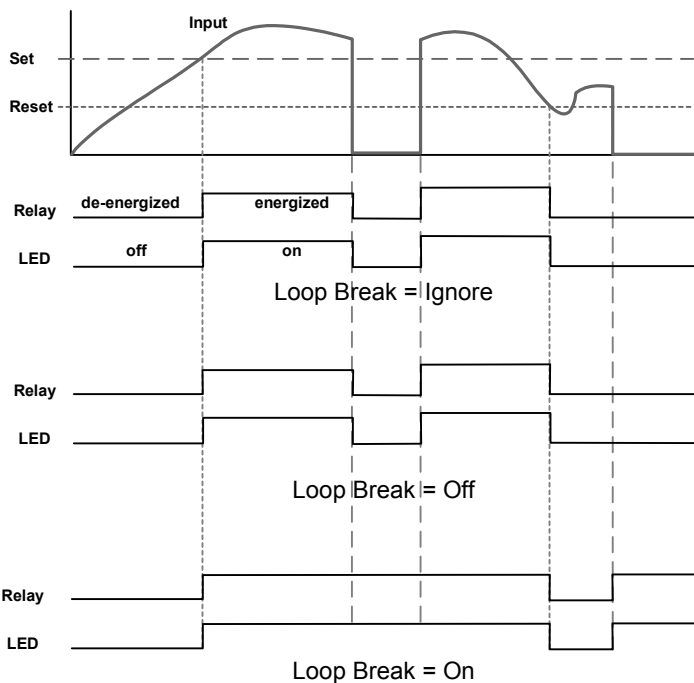 Input
Set
Reset
Relay de-energized energized
LED off on
Loop Break = Ignore
Relay
LED
Loop Break = Off
Relay
LED
Loop Break = On